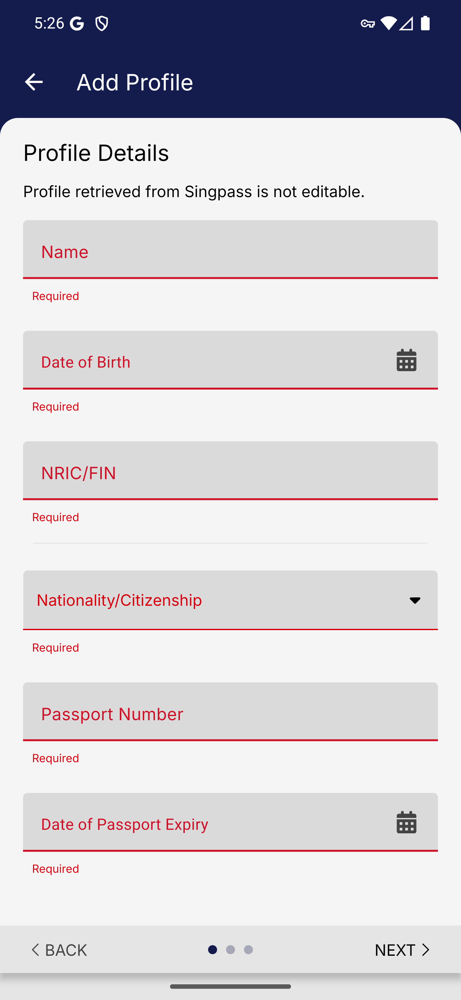 5:26
Add Profile
Profile Details
Profile retrieved from Singpass is not editable.
Name
Required
Date of Birth
Required
NRIC/FIN
Required
Nationality/Citizenship
Required
Passport Number
Required
Date of Passport Expiry
Required
BACK
NEXT